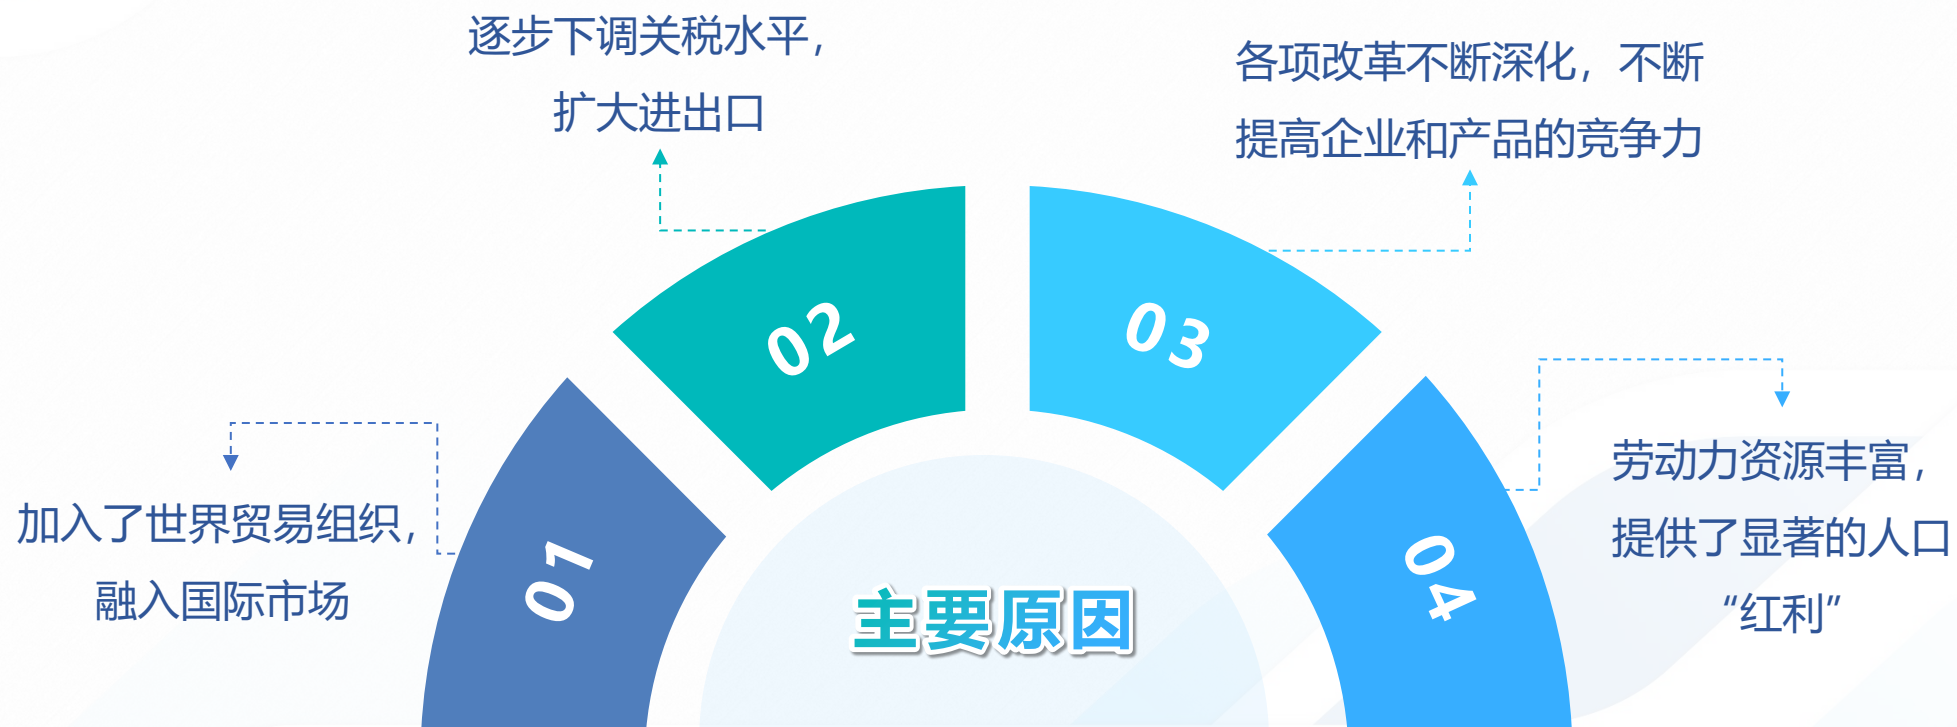 逐步下调关税水平，
扩大进出口
各项改革不断深化，不断
提高企业和产品的竞争力
02
03
01
04
加入了世界贸易组织，
融入国际市场
劳动力资源丰富，
提供了显著的人口
“红利”
主要原因